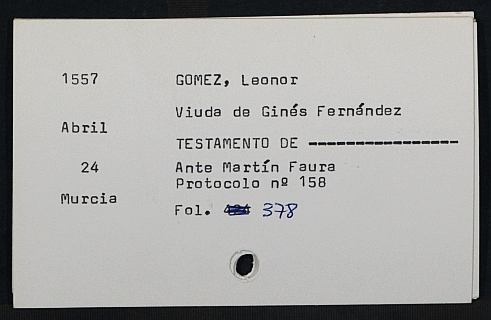 1557 GOMEZ, Leonor
Viuda de Ginés Fernández
Abril
TESTAMENTO DE ----------------
24 Ante Martín Faura
Protocolo nº 158
Murcia
Fol. 378